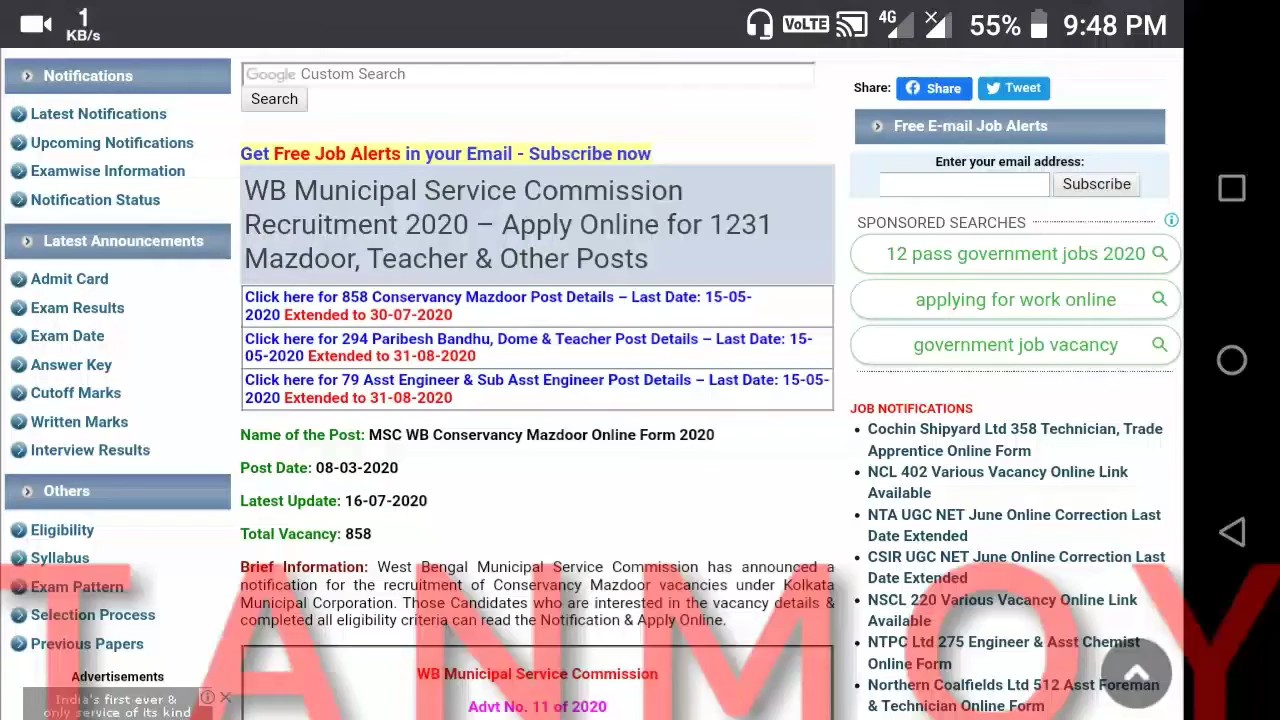 1
KB/s
VoLTE
4G
55%
9:48 PM
Notifications
Latest Notifications
Upcoming Notifications
Examwise Information
Notification Status
Latest Announcements
Admit Card
Exam Results
Exam Date
Answer Key
Cutoff Marks
Written Marks
Interview Results
Others
Eligibility
Syllabus
Exam Pattern
Selection Process
Previous Papers
Advertisements
India's first ever &
only service of its kind
Google Custom Search
Search
Get Free Job Alerts in your Email - Subscribe now
WB Municipal Service Commission
Recruitment 2020 – Apply Online for 1231
Mazdoor, Teacher & Other Posts
Click here for 858 Conservancy Mazdoor Post Details – Last Date: 15-05-
2020 Extended to 30-07-2020
Click here for 294 Paribesh Bandhu, Dome & Teacher Post Details – Last Date: 15-
05-2020 Extended to 31-08-2020
Click here for 79 Asst Engineer & Sub Asst Engineer Post Details – Last Date: 15-05-
2020 Extended to 31-08-2020
Name of the Post: MSC WB Conservancy Mazdoor Online Form 2020
Post Date: 08-03-2020
Latest Update: 16-07-2020
Total Vacancy: 858
Brief Information: West Bengal Municipal Service Commission has announced a
notification for the recruitment of Conservancy Mazdoor vacancies under Kolkata
Municipal Corporation. Those Candidates who are interested in the vacancy details &
completed all eligibility criteria can read the Notification & Apply Online.
WB Municipal Service Commission
Advt No. 11 of 2020
Share: Share Tweet
Free E-mail Job Alerts
Enter your email address:
Subscribe
SPONSORED SEARCHES
12 pass government jobs 2020
applying for work online
government job vacancy
JOB NOTIFICATIONS
Cochin Shipyard Ltd 358 Technician, Trade
Apprentice Online Form
NCL 402 Various Vacancy Online Link
Available
NTA UGC NET June Online Correction Last
Date Extended
CSIR UGC NET June Online Correction Last
Date Extended
NSCL 220 Various Vacancy Online Link
Available
NTPC Ltd 275 Engineer & Asst Chemist
Online Form
Northern Coalfields Ltd 512 Asst Foreman
& Technician Online Form
TANMOY